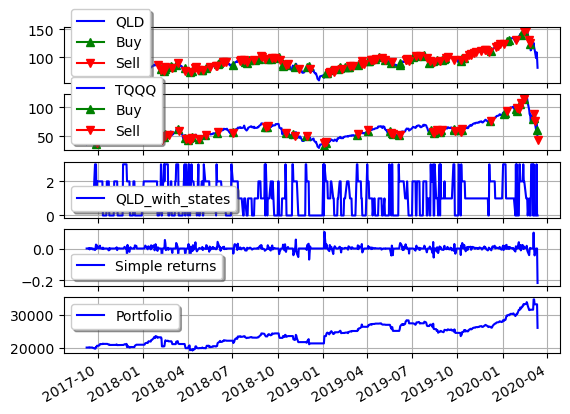 QLD
Buy
Sell
150
100
TQQQ
Buy
Sell
100
50
QLD_with_states
2
0
Simple returns
0.0
−0.2
Portfolio
30000
20000
2017-10
2018-01
2018-04
2018-07
2018-10
2019-01
2019-04
2019-07
2019-10
2020-01
2020-04